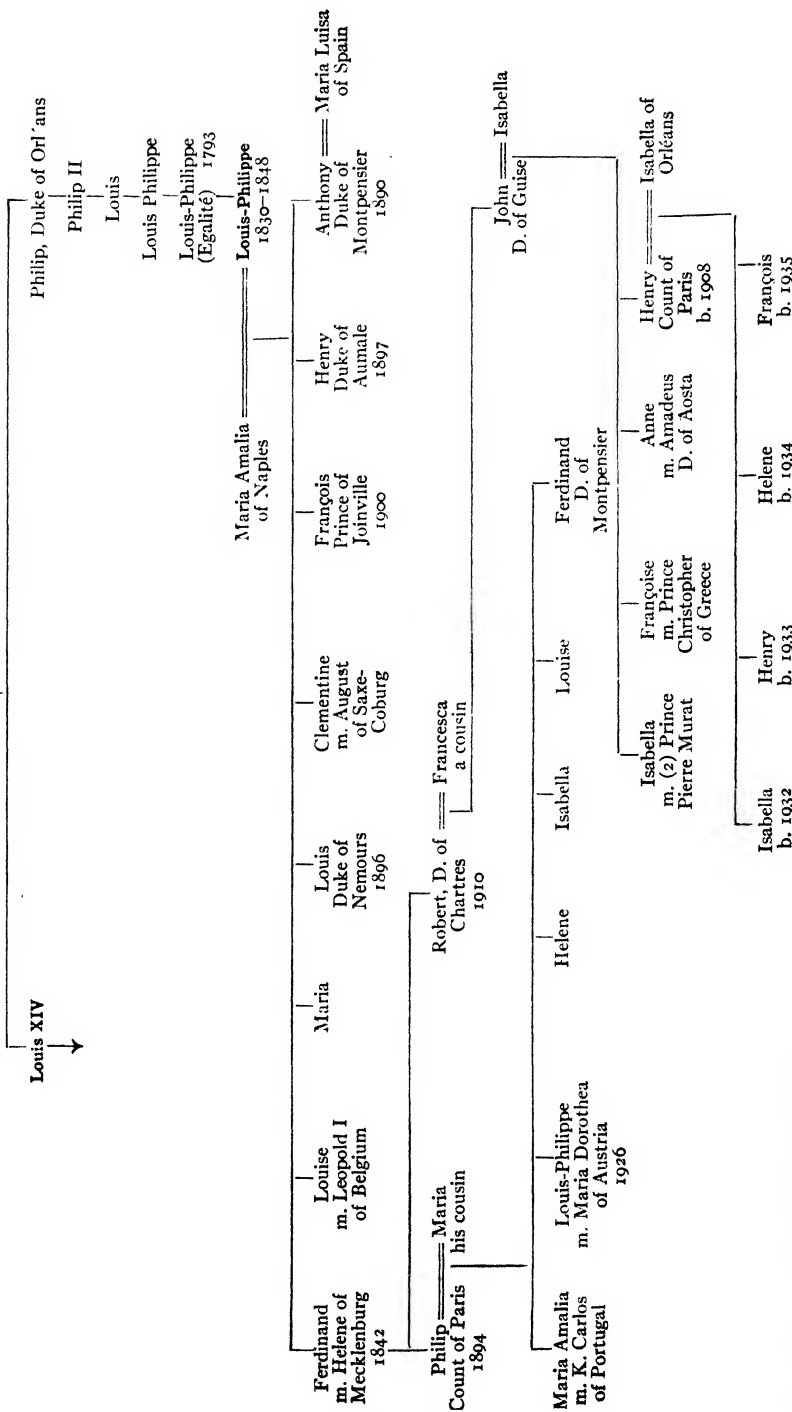 Louis XIV
Philip, Duke of Orl´ans
Philip II
Louis
Louis Philippe
Louis-Philippe
(Egalité) 1793
Maria Amalia
of Naples
Louis-Philippe
1830–1848
Ferdinand
m. Helene of
Mecklenburg
1842
Louise
m. Leopold I
of Belgium
Maria
Louis
Duke of
Nemours
1896
Clementine
m. August
of Saxe-
Coburg
François
Prince of
Joinville
1900
Henry
Duke of
Aumale
1897
Anthony
Duke of
Montpensier
1890
Maria Luisa
of Spain
Philip
Count of Paris
1894
Maria
his cousin
Robert, D. of
Chartres
1910
Francesca
a cousin
Maria Amalia
m. K. Carlos
of Portugal
Louis-Philippe
m. Maria Dorothea
of Austria
1926
Helene
Isabella
Louise
Ferdinand
D. of
Montpensier
John
D. of Guise
Isabella
Isabella
m. (2) Prince
Pierre Murat
Françoise
m. Prince
Christopher
of Greece
Anne
m. Amadeus
D. of Aosta
Henry
Count of
Paris
b. 1908
Isabella of
Orléans
Isabella
b. 1932
Henry
b. 1933
Helene
b. 1934
François
b. 1935